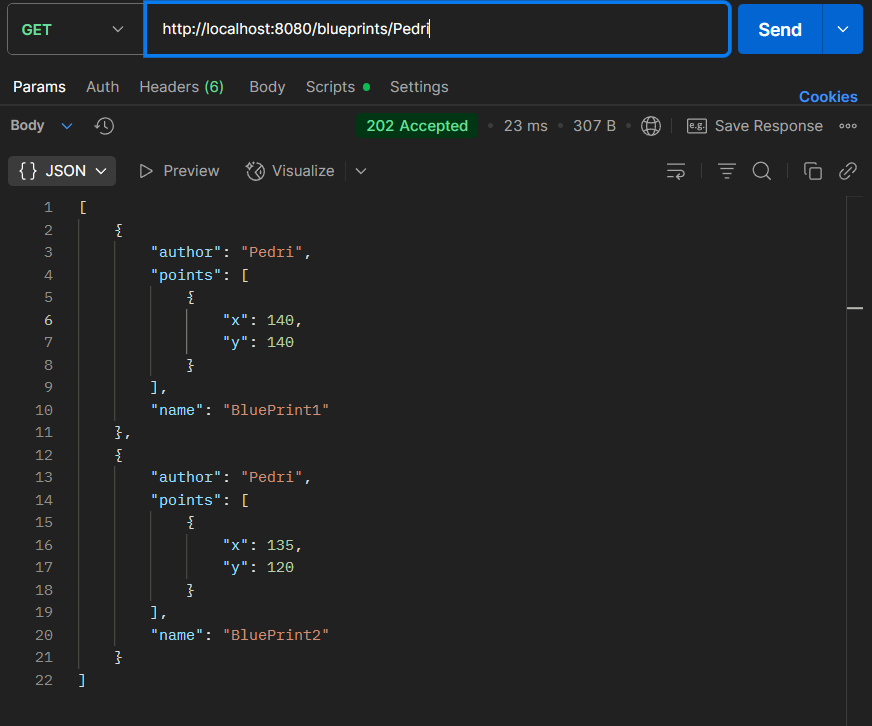 GET http://localhost:8080/blueprints/Pedri Send
Params Auth Headers (6) Body Scripts Settings
Cookies
Body 202 Accepted 23 ms 307 B e.g. Save Response
{} JSON Preview Visualize
1 [
2 {
3 "author": "Pedri",
4 "points": [
5 {
6 "x": 140,
7 "y": 140
8 }
9 ],
10 "name": "BluePrint1"
11 },
12 {
13 "author": "Pedri",
14 "points": [
15 {
16 "x": 135,
17 "y": 120
18 }
19 ],
20 "name": "BluePrint2"
21 }
22 ]